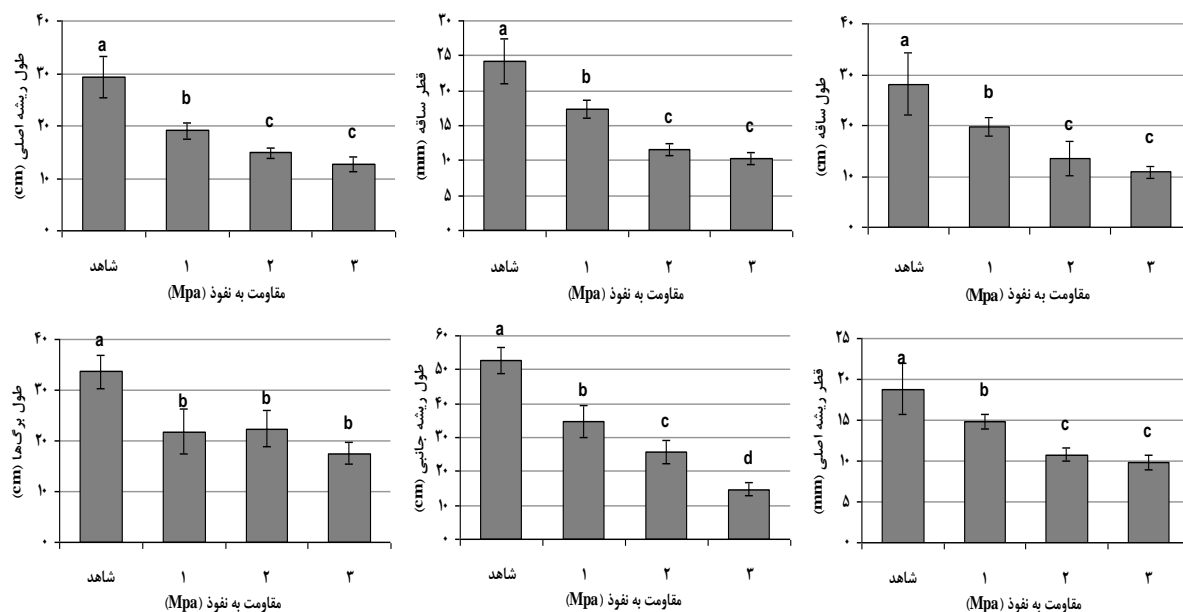 طول ریشه اصلی (cm)
۴۰
۳۰
۲۰
۱۰
۰
a
b
c
c
شاهد ۱ ۲ ۳
مقاومت به نفوذ (Mpa)
قطر ساقه (mm)
۳۰
۲۵
۲۰
۱۵
۱۰
۵
۰
a
b
c
c
شاهد ۱ ۲ ۳
مقاومت به نفوذ (Mpa)
طول ساقه (cm)
۴۰
۳۰
۲۰
۱۰
۰
a
b
c
c
شاهد ۱ ۲ ۳
مقاومت به نفوذ (Mpa)
طول برگ‌ها (cm)
۴۰
۳۰
۲۰
۱۰
۰
a
b
b
b
شاهد ۱ ۲ ۳
مقاومت به نفوذ (Mpa)
طول ریشه جانبی (cm)
۶۰
۵۰
۴۰
۳۰
۲۰
۱۰
۰
a
b
c
d
شاهد ۱ ۲ ۳
مقاومت به نفوذ (Mpa)
قطر ریشه اصلی (mm)
۲۵
۲۰
۱۵
۱۰
۵
۰
a
b
c
c
شاهد ۱ ۲ ۳
مقاومت به نفوذ (Mpa)